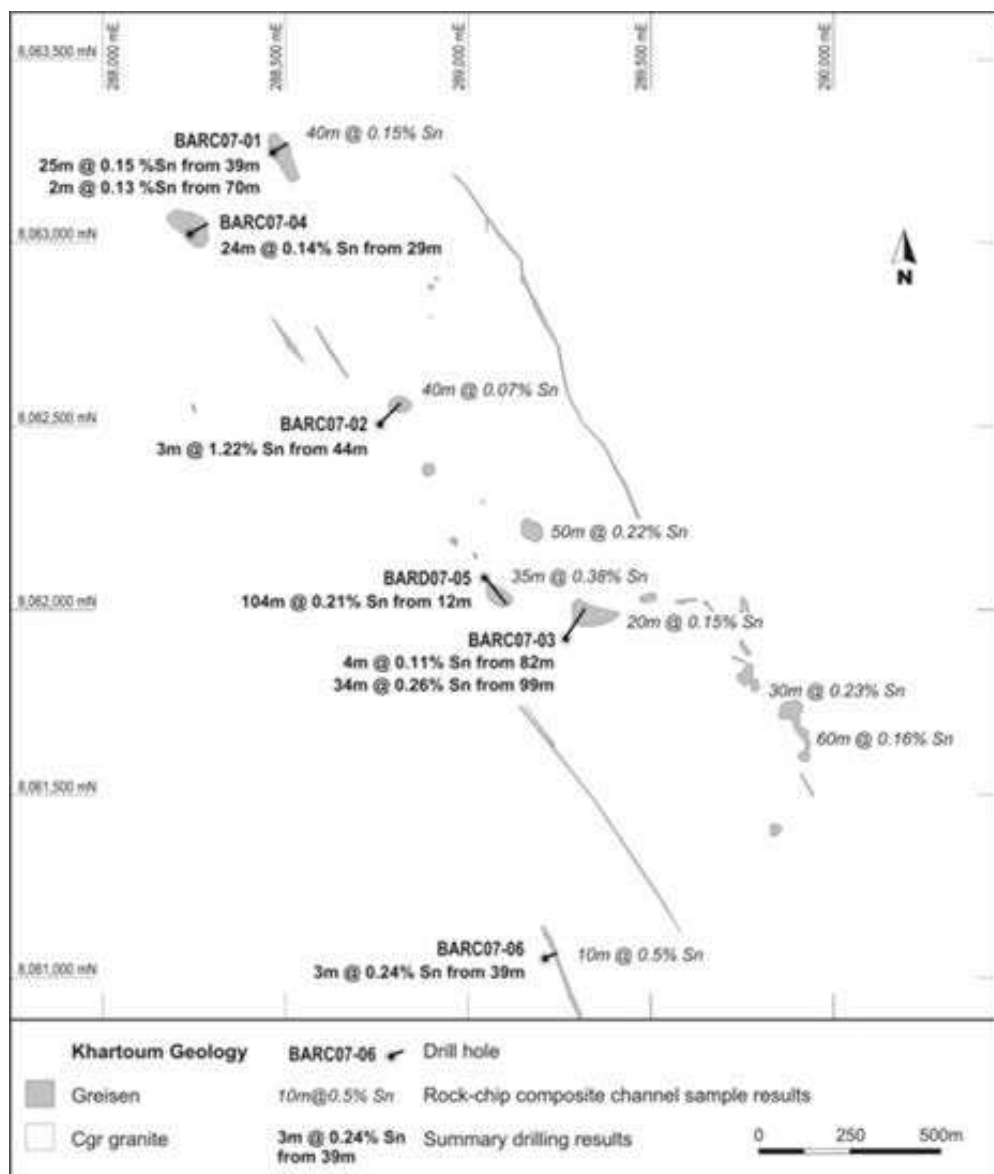 288,000 mE
288,500 mE
289,000 mE
289,500 mE
290,000 mE
8,063,500 mN
BARC07-01
40m @ 0.15% Sn
25m @ 0.15 %Sn from 39m
2m @ 0.13 %Sn from 70m
BARC07-04
8,063,000 mN
24m @ 0.14% Sn from 29m
N
40m @ 0.07% Sn
8,062,500 mN
BARC07-02
3m @ 1.22% Sn from 44m
50m @ 0.22% Sn
BARD07-05
35m @ 0.38% Sn
104m @ 0.21% Sn from 12m
8,062,000 mN
20m @ 0.15% Sn
BARC07-03
4m @ 0.11% Sn from 82m
34m @ 0.26% Sn from 99m
30m @ 0.23% Sn
60m @ 0.16% Sn
8,061,500 mN
BARC07-06
10m @ 0.5% Sn
3m @ 0.24% Sn from 39m
8,061,000 mN
Khartoum Geology
BARC07-06
Drill hole
Greisen
10m@0.5% Sn
Rock-chip composite channel sample results
Cgr granite
3m @ 0.24% Sn
from 39m
Summary drilling results
0 250 500m